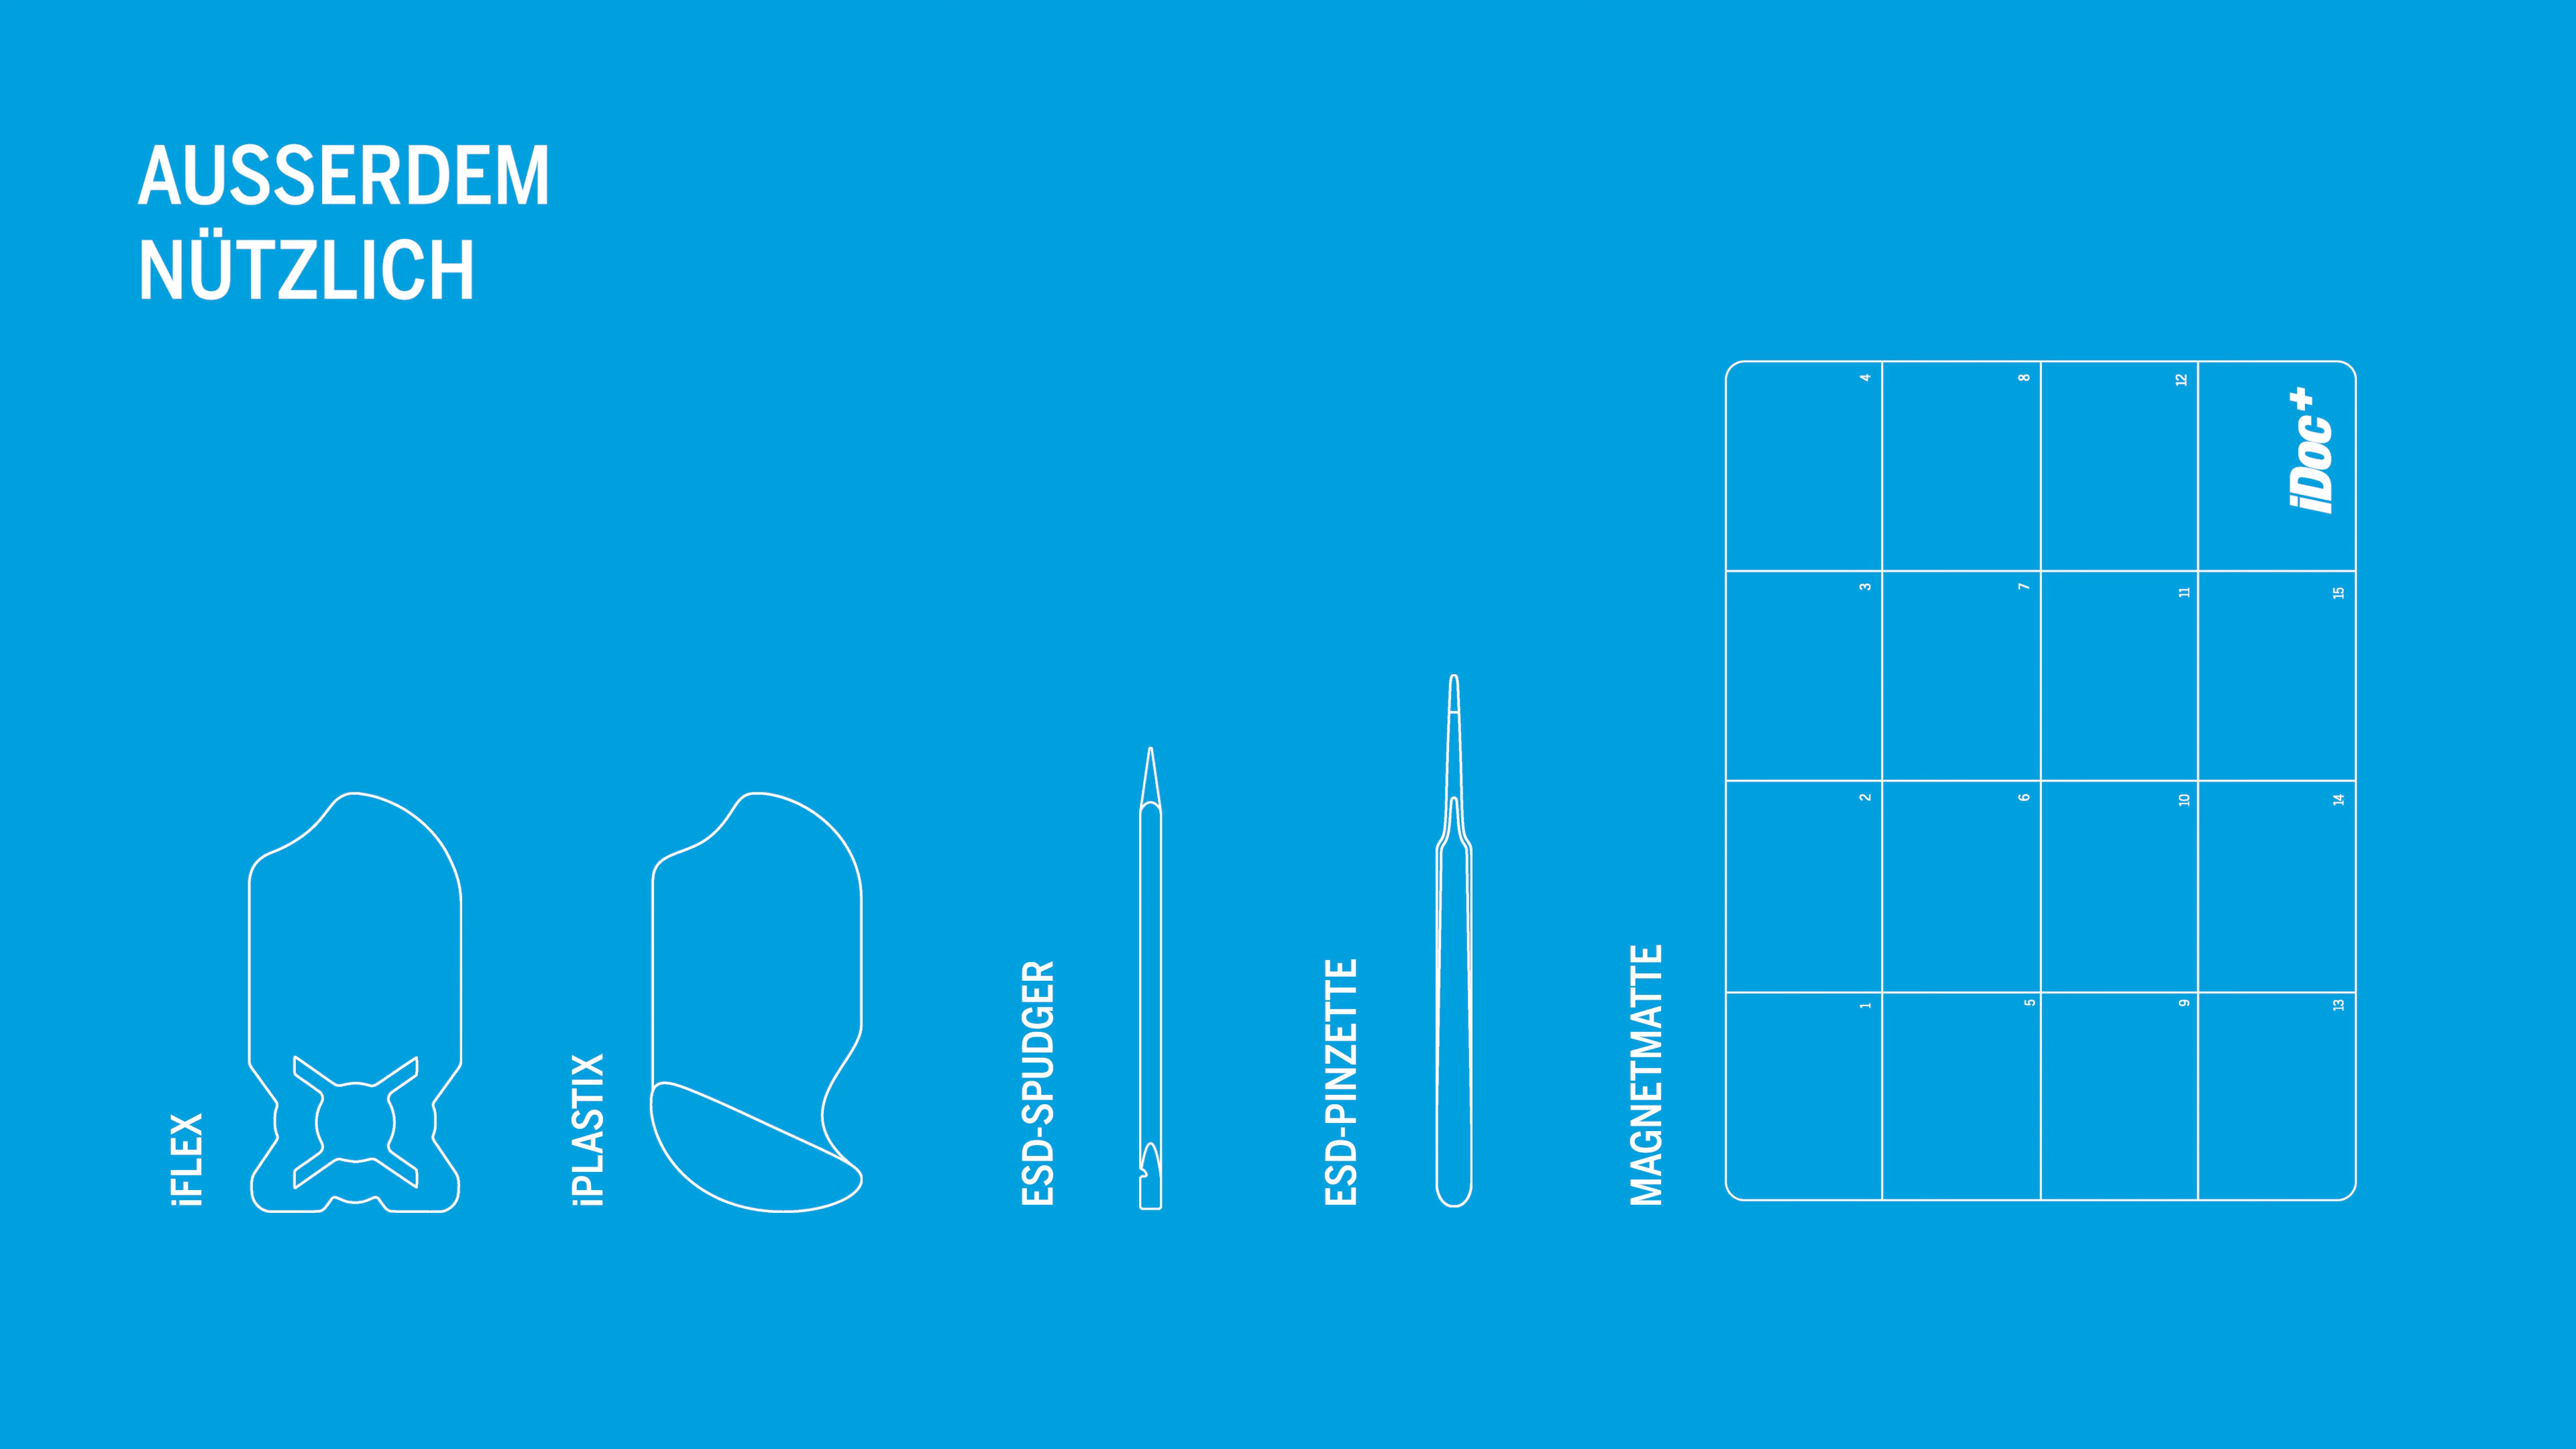 AUSSERDEM
NÜTZLICH
iFLEX
iPLASTIX
ESD-SPUDGER
ESD-PINZETTE
MAGNETMATTE
4
8
12
iDoc+
3
7
11
15
2
6
10
14
1
5
9
13